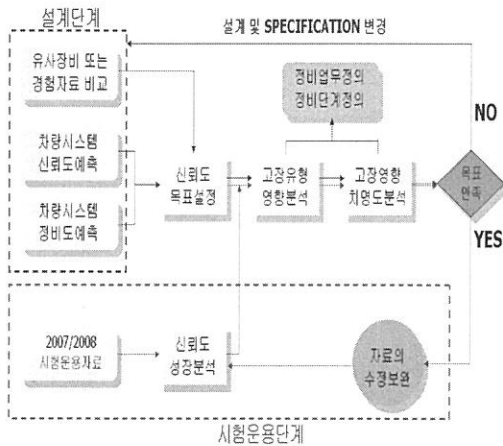 설계단계
설계 및 SPECIFICATION 변경
유사장비 또는
경험자료 비교
정비업무정의
정비단계정의
NO
차량시스템
신뢰도예측
신뢰도
목표설정
고장유형
영향분석
고장영향
치명도분석
목표
만족
차량시스템
정비도예측
YES
2007/2008
시험운용자료
신뢰도
성장분석
자료의
수정보완
시험운용단계